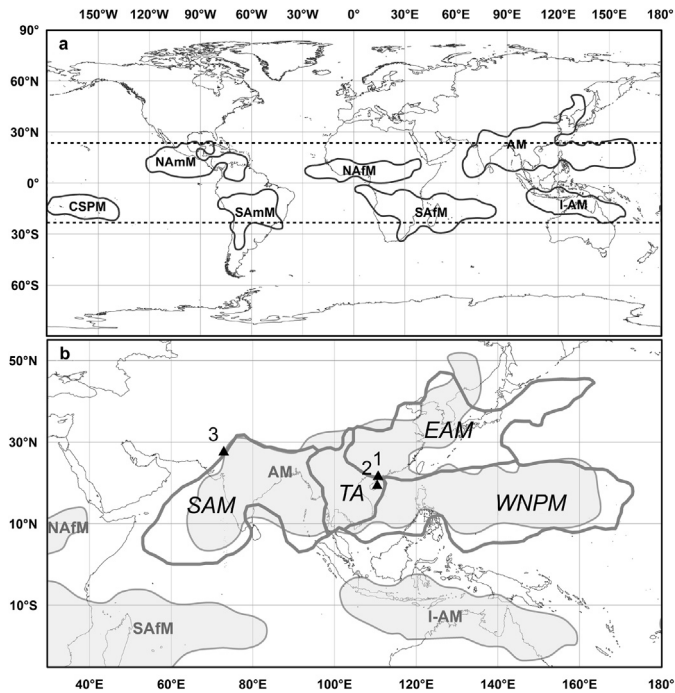 150°W 120°W 90°W 60°W 30°W 0° 30°E 60°E 90°E 120°E 150°E 180°
90°
a
60°N
30°N
AM
NAmM
NAfM
0°
CSPM
SAmM
SAfM
I-AM
30°S
60°S
b
50°N
3
30°N
EAM
1
2
AM
SAM
TA
WNPM
10°N
NAfM
10°S
SAfM
I-AM
40°E 60°E 80°E 100°E 120°E 140°E 160°E 180°